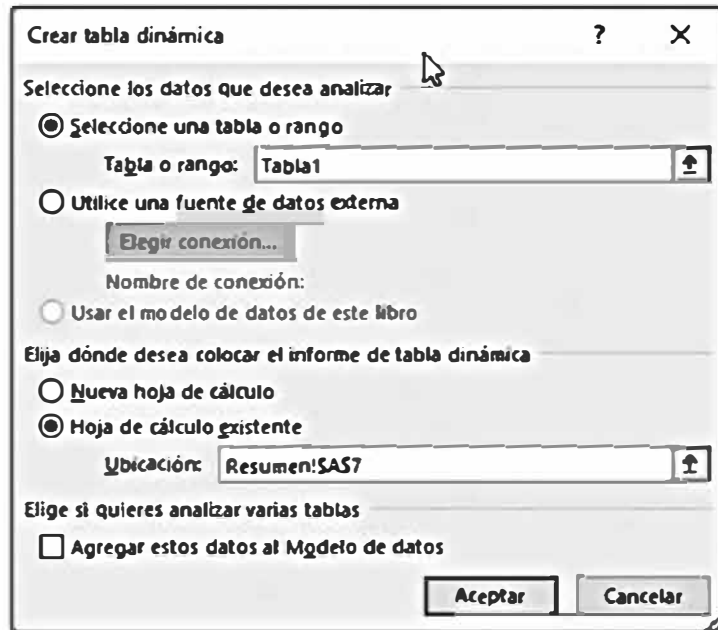 Crear tabla dinámica ? X
Seleccione los datos que desea analizar
Seleccione una tabla o rango
Tabla o rango: Tabla1
Utilice una fuente de datos externa
Elegir conexión...
Nombre de conexión:
Usar el modelo de datos de este libro
Elija dónde desea colocar el informe de tabla dinámica
Nueva hoja de cálculo
Hoja de cálculo existente
Ubicación: Resumen!$A$7
Elige si quieres analizar varias tablas
Agregar estos datos al Modelo de datos
Aceptar Cancelar